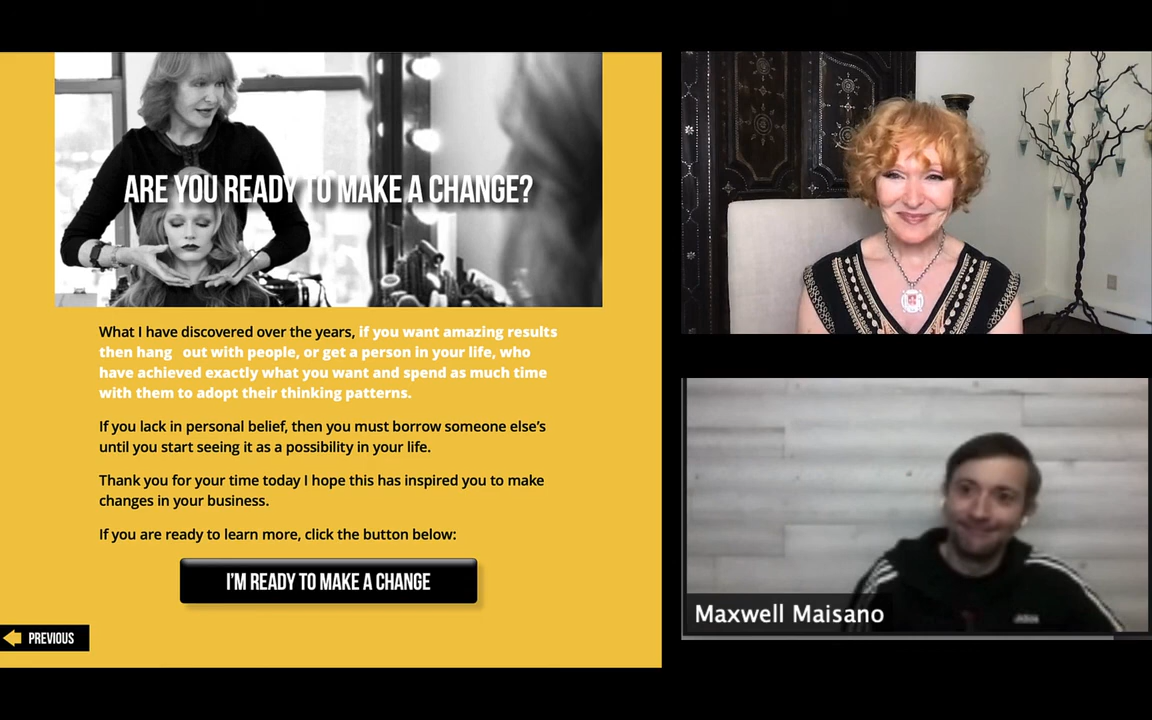 ARE YOU READY TO MAKE A CHANGE?
What I have discovered over the years, if you want amazing results
then hang out with people, or get a person in your life, who
have achieved exactly what you want and spend as much time
with them to adopt their thinking patterns.
If you lack in personal belief, then you must borrow someone else's
until you start seeing it as a possibility in your life.
Thank you for your time today I hope this has inspired you to make
changes in your business.
If you are ready to learn more, click the button below:
I'M READY TO MAKE A CHANGE
PREVIOUS
Maxwell Maisano